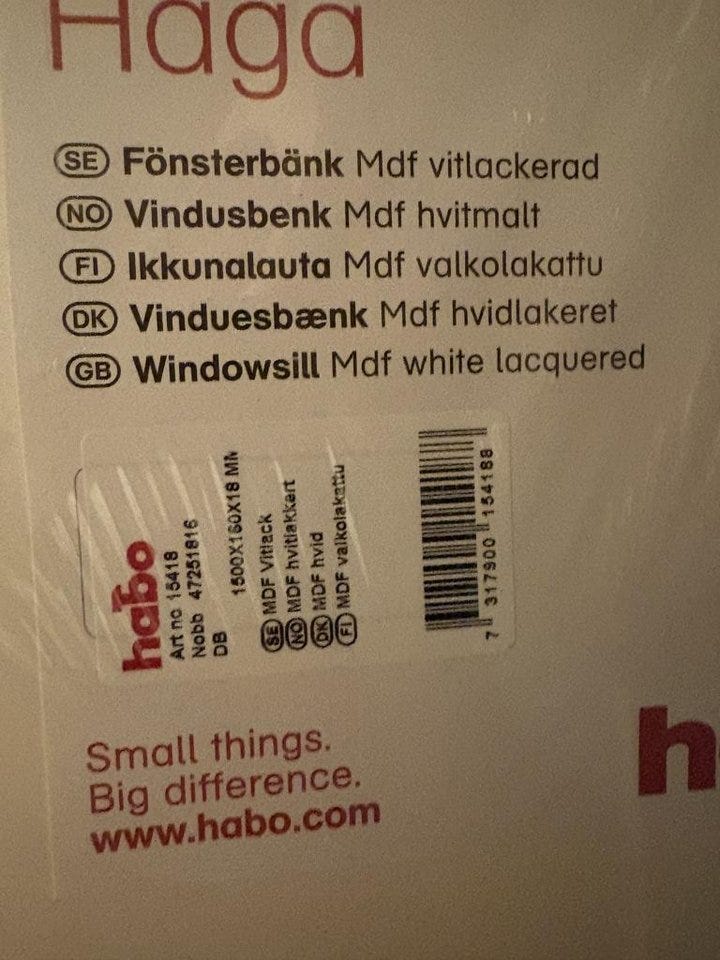 Haga
SE Fönsterbänk Mdf vitlackerad
NO Vindusbenk Mdf hvitmalt
FI Ikkunalauta Mdf valkolakattu
DK Vinduesbænk Mdf hvidlakeret
GB Windowsill Mdf white lacquered
habo
Art no 15418
Nobb 47251816
DB
1500X160X18 MM
SE MDF Vitlack
NO MDF hvitlakkert
DK MDF hvid
FI MDF valkolakattu
7 317900 154188
Small things.
Big difference.
www.habo.com
h